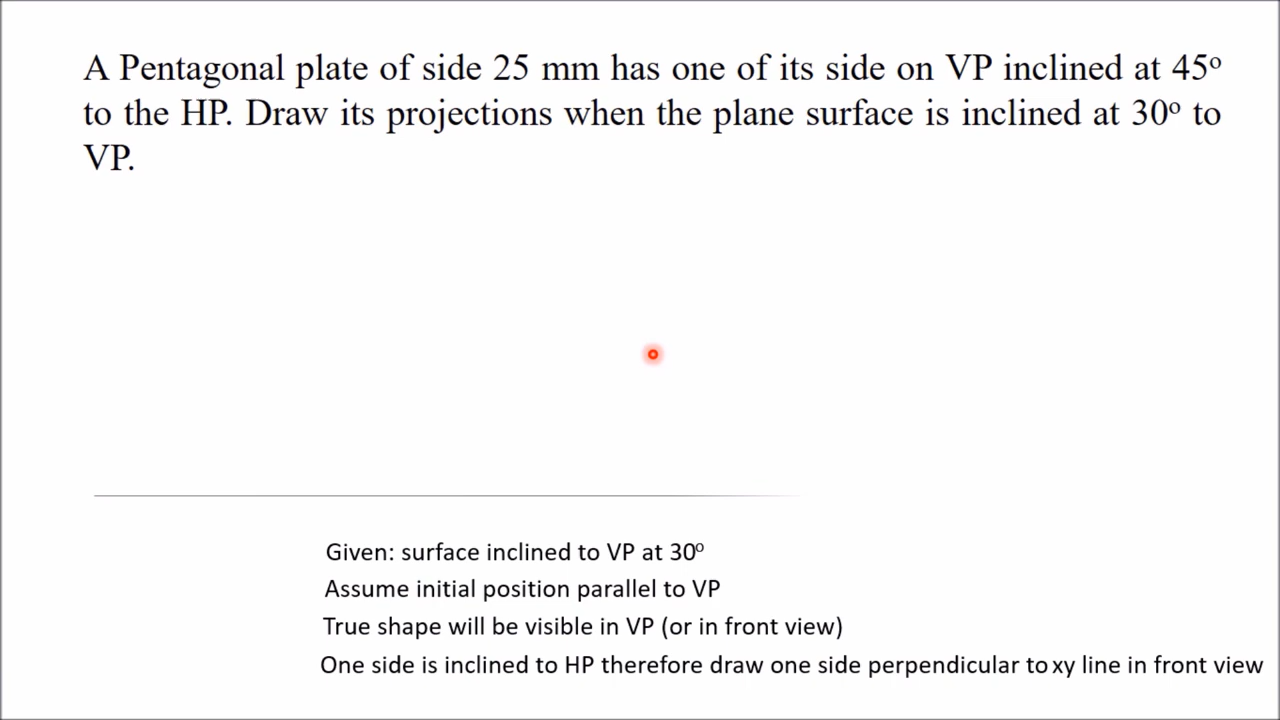 A Pentagonal plate of side 25 mm has one of its side on VP inclined at 45º
to the HP. Draw its projections when the plane surface is inclined at 30º to
VP.
Given: surface inclined to VP at 30º
Assume initial position parallel to VP
True shape will be visible in VP (or in front view)
One side is inclined to HP therefore draw one side perpendicular to xy line in front view